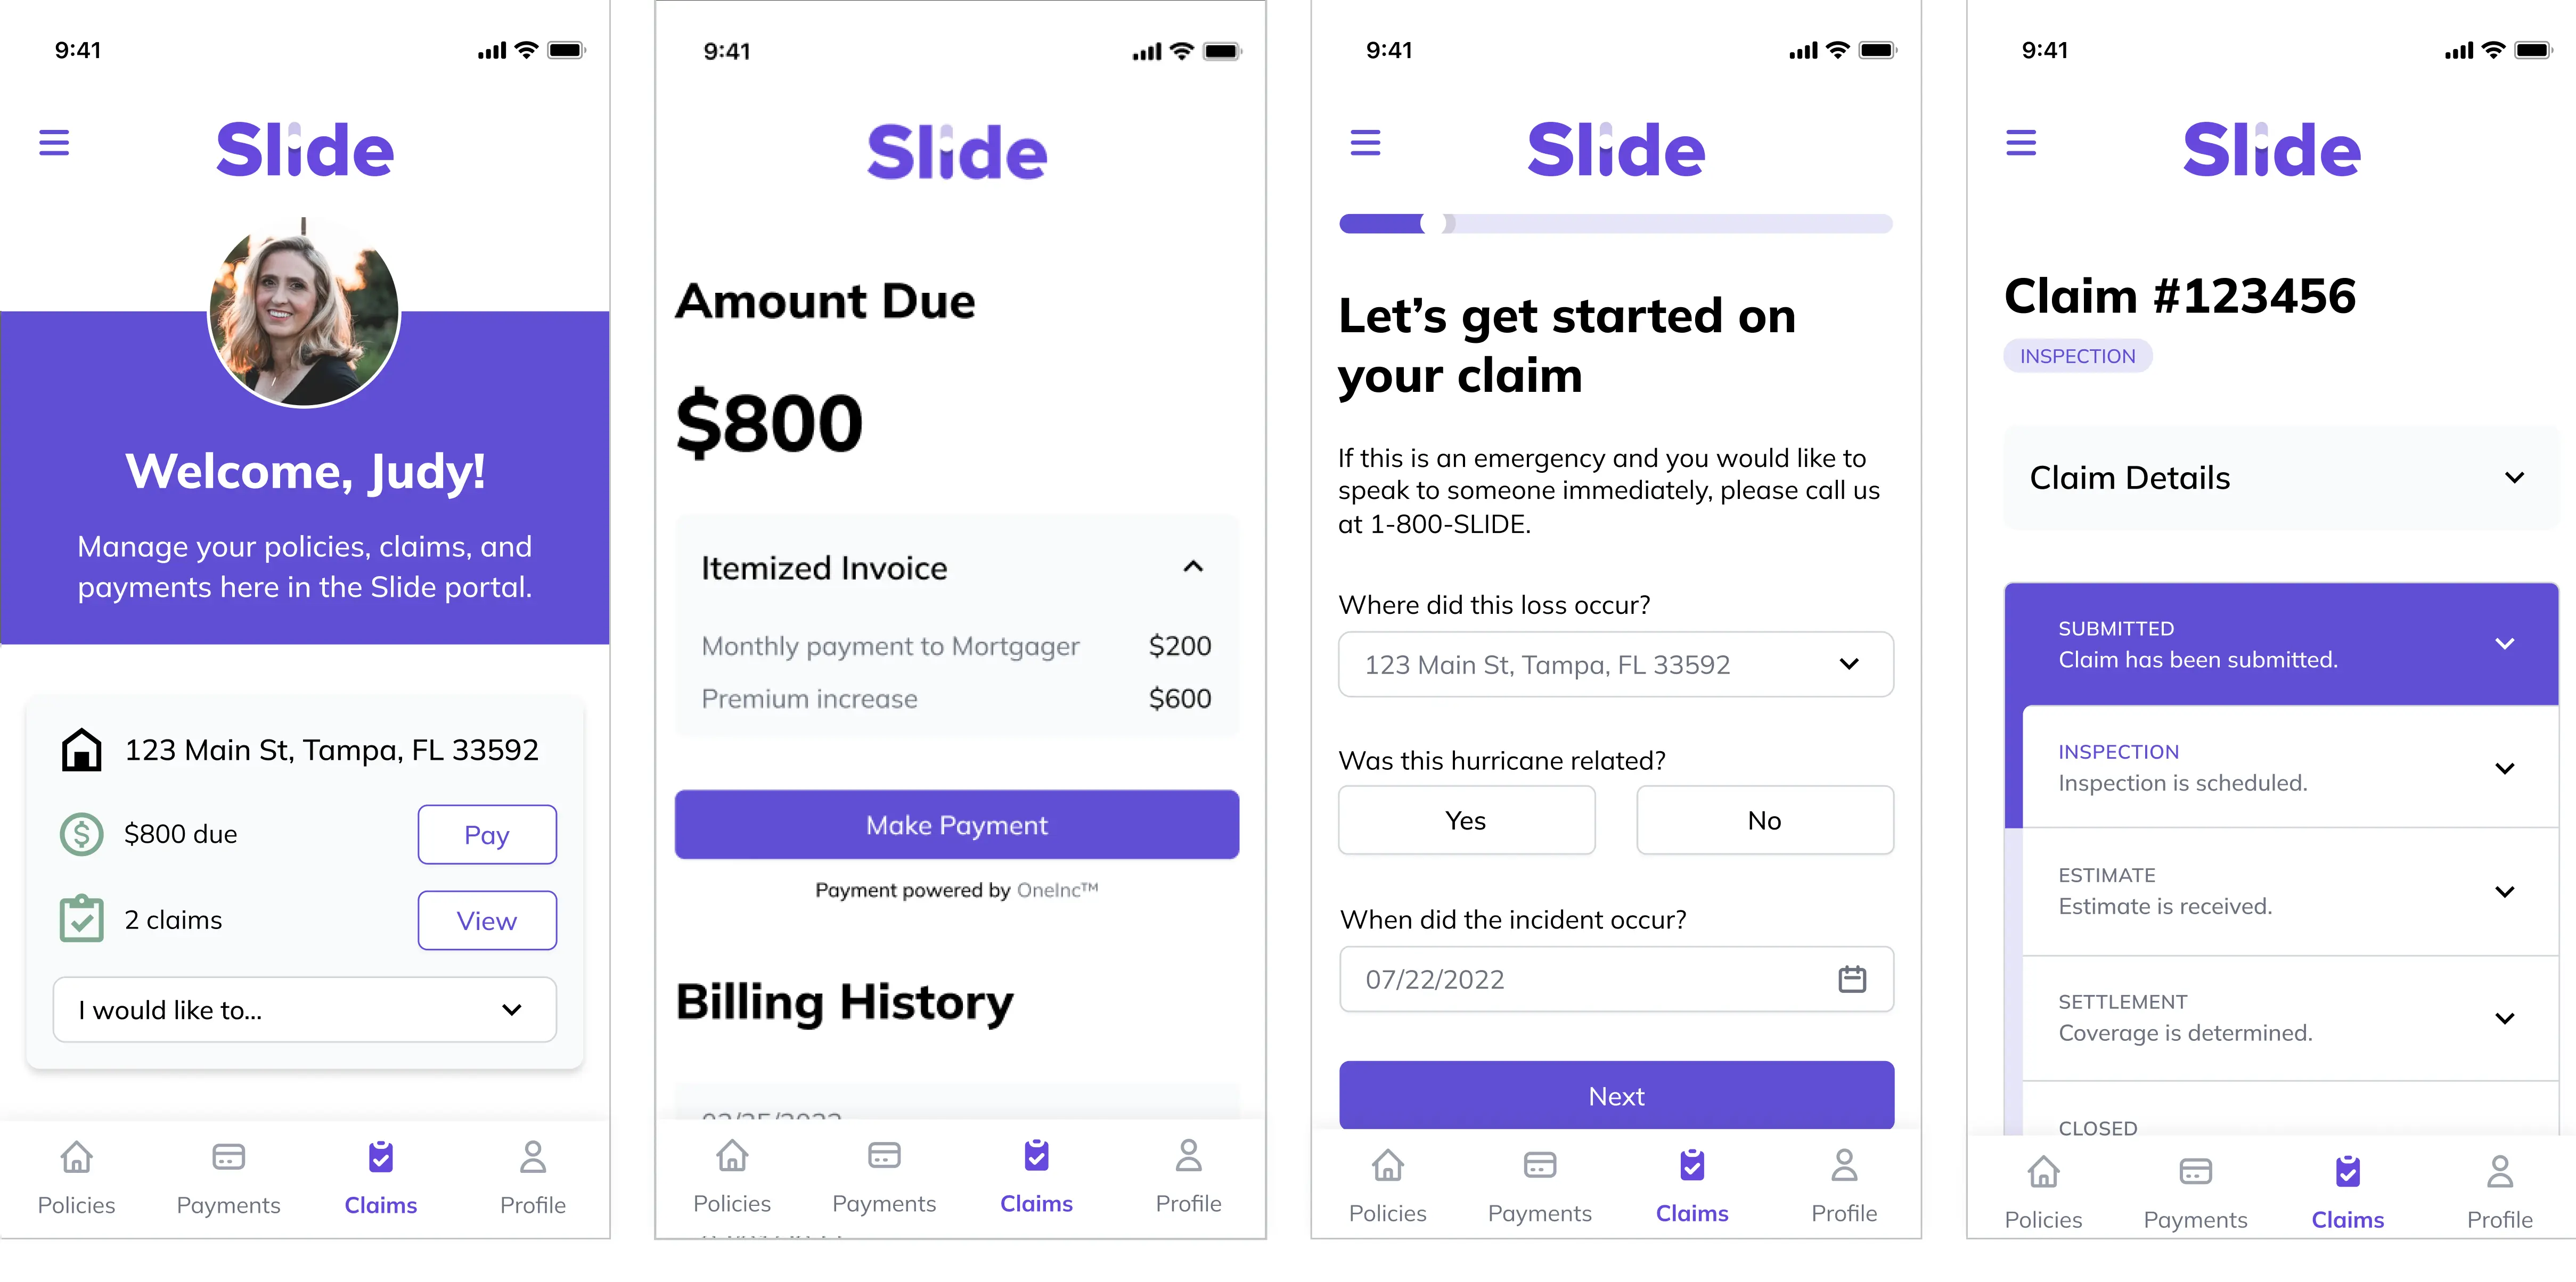 9:41
Slide
Welcome, Judy!
Manage your policies, claims, and
payments here in the Slide portal.
123 Main St, Tampa, FL 33592
$800 due
Pay
2 claims
View
I would like to...
Policies
Payments
Claims
Profile
9:41
Slide
Amount Due
$800
Itemized Invoice
Monthly payment to Mortgager $200
Premium increase $600
Make Payment
Payment powered by OneInc™
Billing History
Policies
Payments
Claims
Profile
9:41
Slide
Let’s get started on
your claim
If this is an emergency and you would like to
speak to someone immediately, please call us
at 1-800-SLIDE.
Where did this loss occur?
123 Main St, Tampa, FL 33592
Was this hurricane related?
Yes
No
When did the incident occur?
07/22/2022
Next
Policies
Payments
Claims
Profile
9:41
Slide
Claim #123456
INSPECTION
Claim Details
SUBMITTED
Claim has been submitted.
INSPECTION
Inspection is scheduled.
ESTIMATE
Estimate is received.
SETTLEMENT
Coverage is determined.
CLOSED
Policies
Payments
Claims
Profile